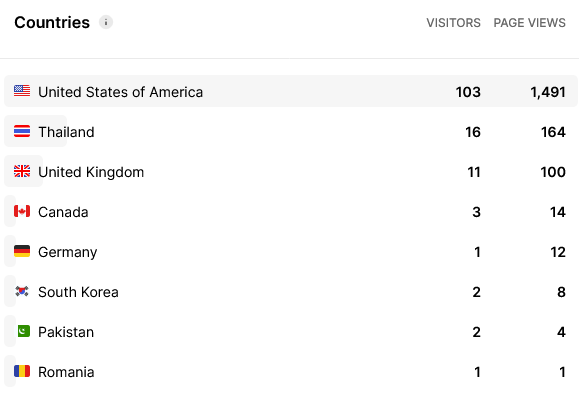 Countries i VISITORS PAGE VIEWS
United States of America 103 1,491
Thailand 16 164
United Kingdom 11 100
Canada 3 14
Germany 1 12
South Korea 2 8
Pakistan 2 4
Romania 1 1